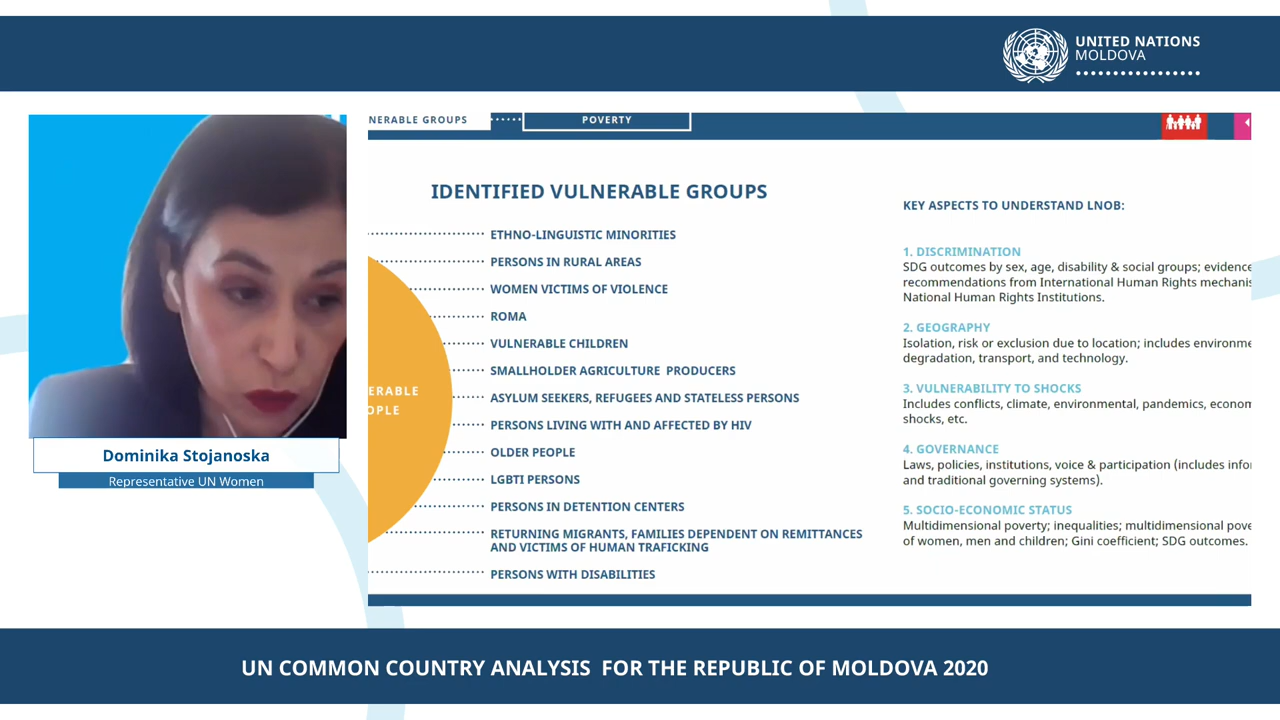 UNITED NATIONS
MOLDOVA
NERABLE GROUPS
POVERTY
IDENTIFIED VULNERABLE GROUPS
ETHNO-LINGUISTIC MINORITIES
PERSONS IN RURAL AREAS
WOMEN VICTIMS OF VIOLENCE
ROMA
VULNERABLE CHILDREN
SMALLHOLDER AGRICULTURE PRODUCERS
ASYLUM SEEKERS, REFUGEES AND STATELESS PERSONS
PERSONS LIVING WITH AND AFFECTED BY HIV
OLDER PEOPLE
LGBTI PERSONS
PERSONS IN DETENTION CENTERS
RETURNING MIGRANTS, FAMILIES DEPENDENT ON REMITTANCES
AND VICTIMS OF HUMAN TRAFICKING
PERSONS WITH DISABILITIES
ERABLE
OPLE
KEY ASPECTS TO UNDERSTAND LNOB:
1. DISCRIMINATION
SDG outcomes by sex, age, disability & social groups; evidence
recommendations from International Human Rights mechanis
National Human Rights Institutions.
2. GEOGRAPHY
Isolation, risk or exclusion due to location; includes environme
degradation, transport, and technology.
3. VULNERABILITY TO SHOCKS
Includes conflicts, climate, environmental, pandemics, econom
shocks, etc.
4. GOVERNANCE
Laws, policies, institutions, voice & participation (includes infor
and traditional governing systems).
5. SOCIO-ECONOMIC STATUS
Multidimensional poverty; inequalities; multidimensional pove
of women, men and children; Gini coefficient; SDG outcomes.
Dominika Stojanoska
Representative UN Women
UN COMMON COUNTRY ANALYSIS FOR THE REPUBLIC OF MOLDOVA 2020